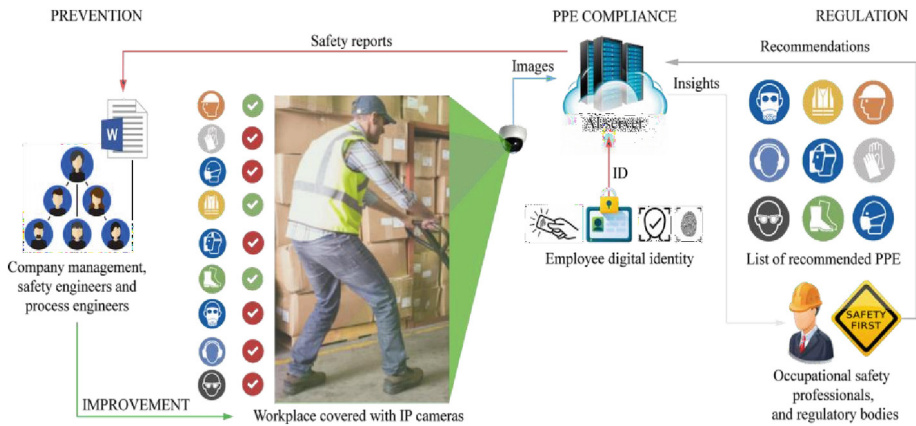 PREVENTION
PPE COMPLIANCE
REGULATION
Safety reports
Images
Recommendations
Insights
AI server
W
ID
Company management,
safety engineers and
process engineers
Employee digital identity
List of recommended PPE
SAFETY
FIRST
IMPROVEMENT
Workplace covered with IP cameras
Occupational safety
professionals,
and regulatory bodies